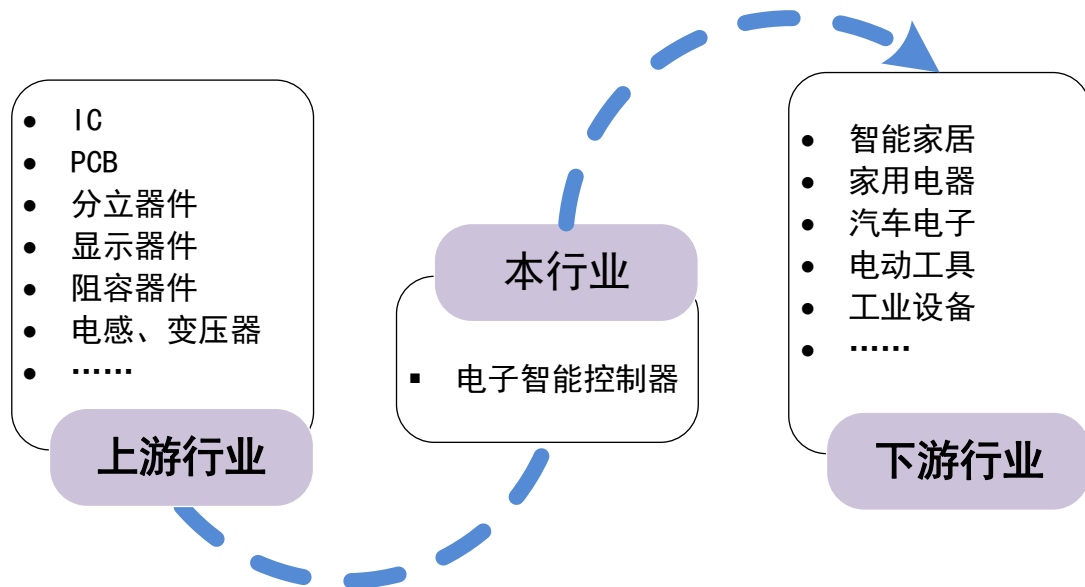 IC
PCB
分立器件
显示器件
阻容器件
电感、变压器
······
上游行业
本行业
电子智能控制器
智能家居
家用电器
汽车电子
电动工具
工业设备
······
下游行业